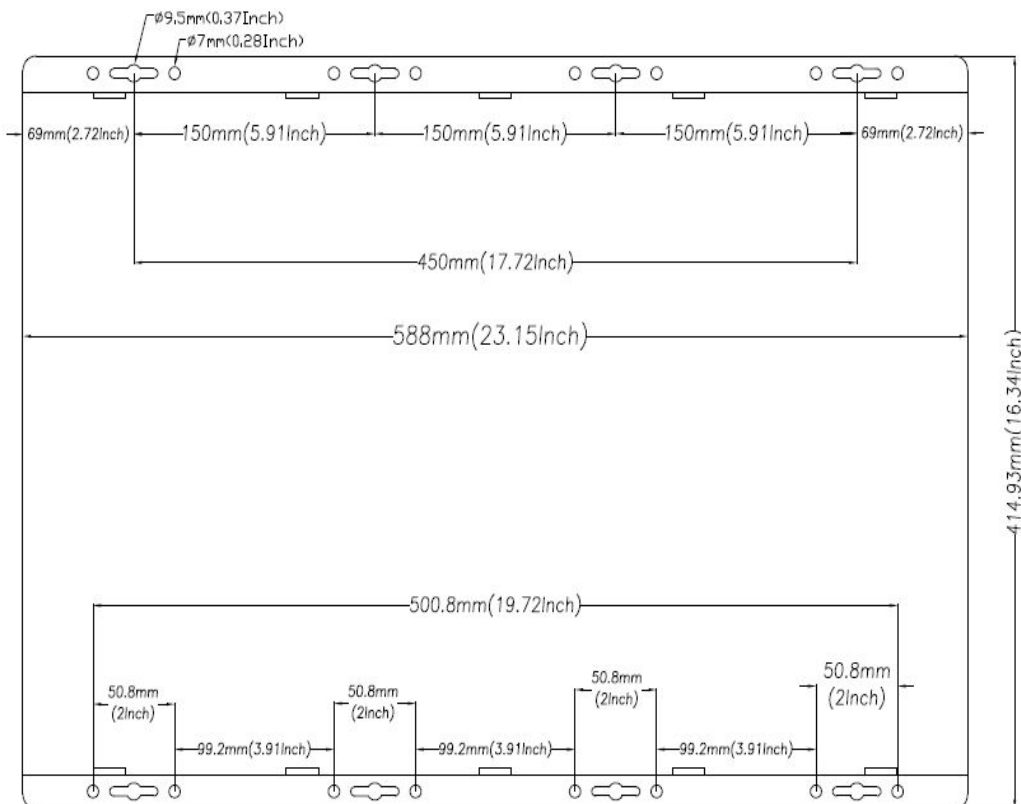 ø9.5mm(0.37Inch)
ø7mm(0.28Inch)
69mm(2.72Inch)
150mm(5.91Inch)
150mm(5.91Inch)
150mm(5.91Inch)
69mm(2.72Inch)
450mm(17.72Inch)
588mm(23.15Inch)
414.93mm(16.34Inch)
500.8mm(19.72Inch)
50.8mm
(2Inch)
50.8mm
(2Inch)
50.8mm
(2Inch)
50.8mm
(2Inch)
99.2mm(3.91Inch)
99.2mm(3.91Inch)
99.2mm(3.91Inch)